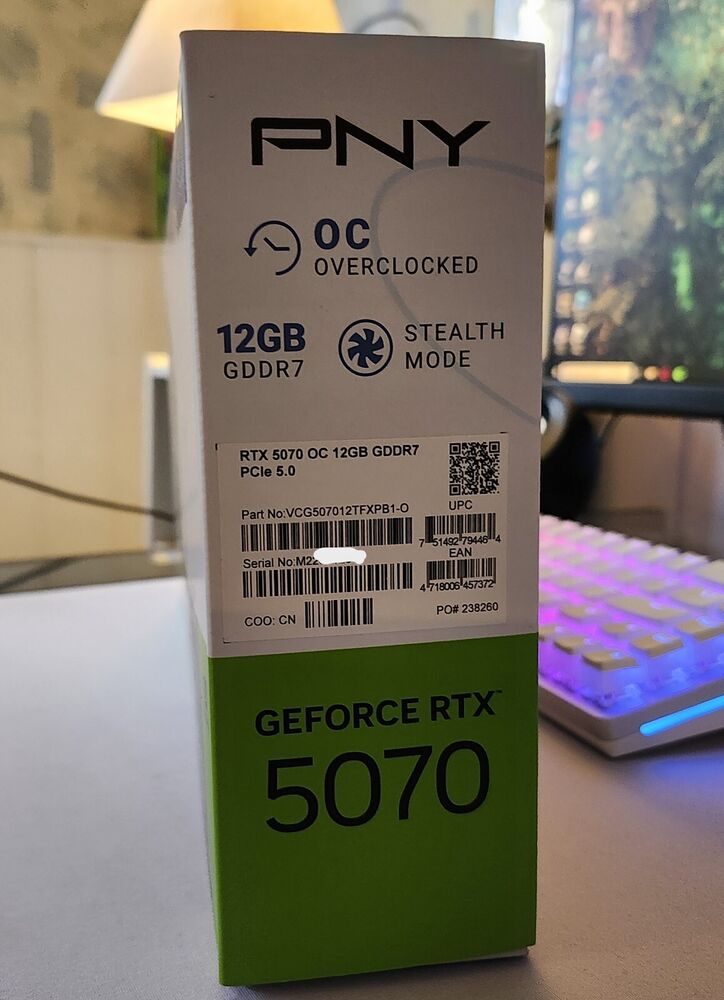 PNY
OC
OVERCLOCKED
12GB
GDDR7
STEALTH
MODE
RTX 5070 OC 12GB GDDR7
PCIe 5.0
Part No:VCG507012TFXPB1-O
UPC
7 51492 79446 4
Serial No:M22
EAN
4 718006 457372
COO: CN
PO# 238260
GEFORCE RTX™
5070